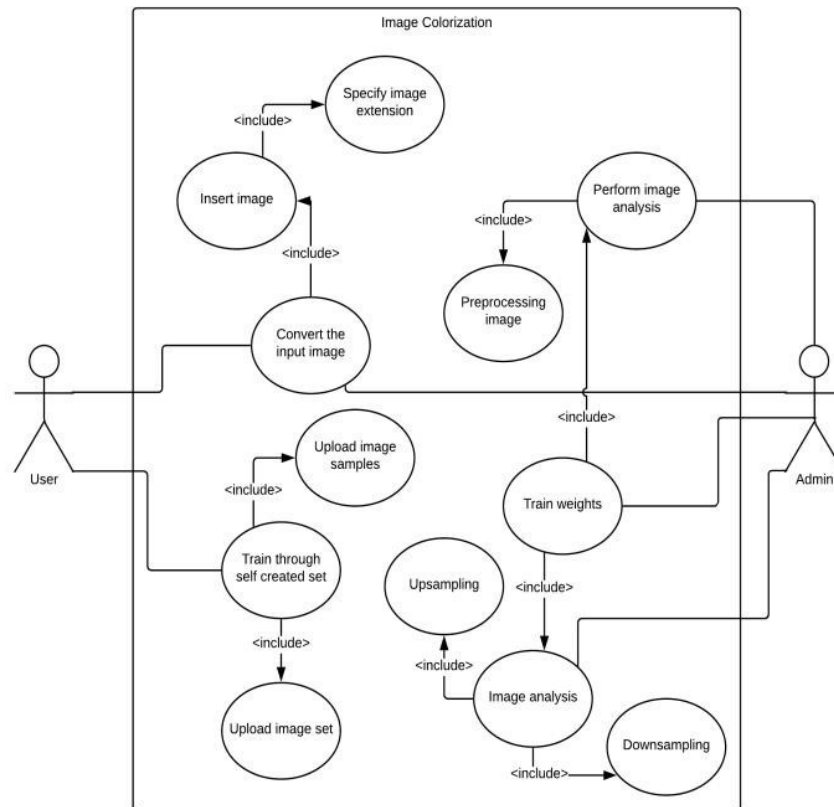 Image Colorization
Specify image
extension
<include>
Insert image
Perform image
analysis
<include>
<include>
Preprocessing
image
Convert the
input image
<include>
Upload image
samples
User
Admin
<include>
Train weights
Train through
self created set
Upsampling
<include>
<include>
<include>
Image analysis
Upload image set
Downsampling
<include>